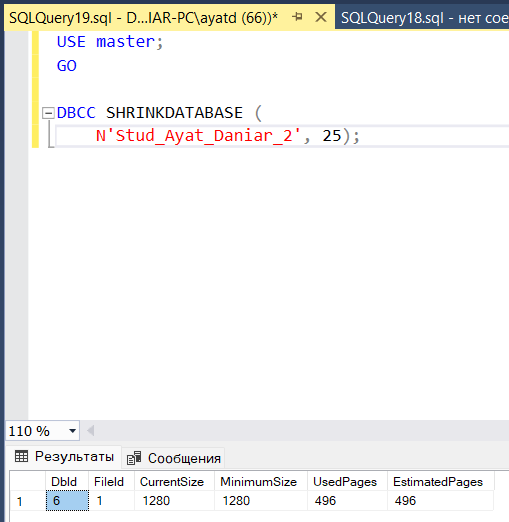 SQLQuery19.sql - D...IAR-PC\ayatd (66))* SQLQuery18.sql - нет сое
USE master;
GO
DBCC SHRINKDATABASE (
N'Stud_Ayat_Daniar_2', 25);
110 %
Результаты Сообщения
DbId FileId CurrentSize MinimumSize UsedPages EstimatedPages
1 6 1 1280 1280 496 496